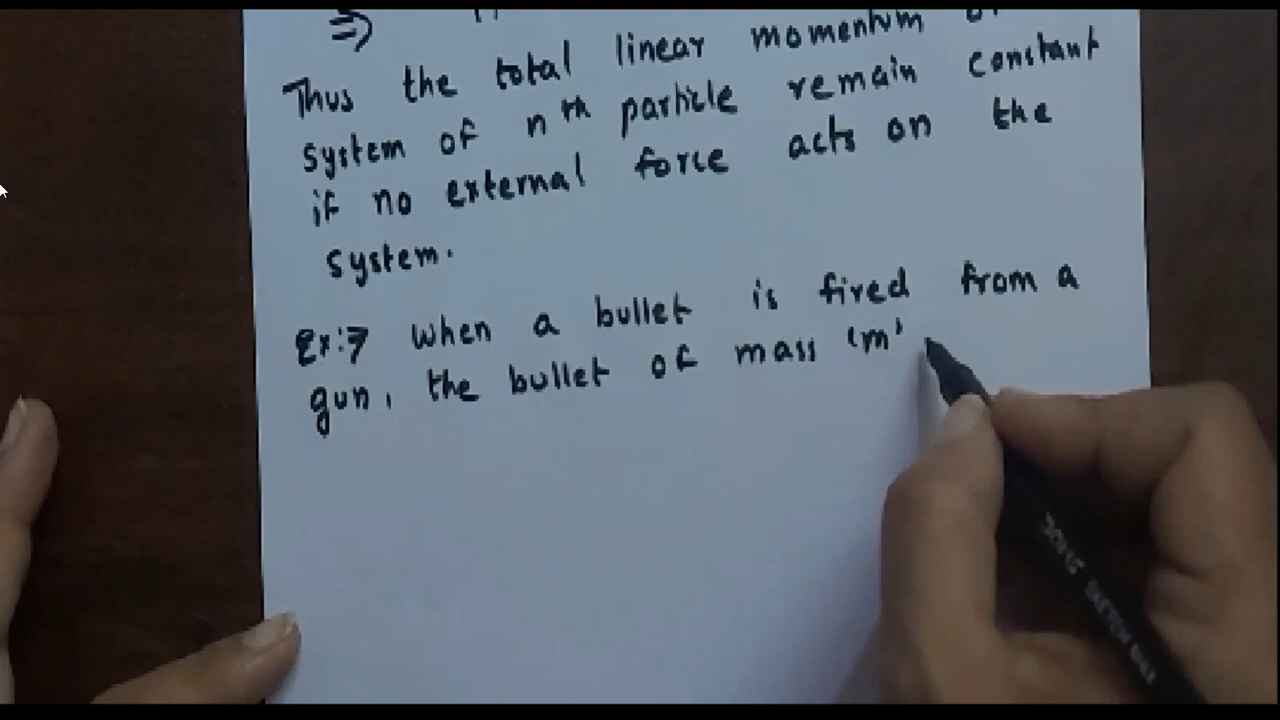 ⇒
Thus the total linear momentum
system of nth particle remain constant
if no external force acts on the
system.
Ex:7 When a bullet is fired from a
gun, the bullet of mass 'm'